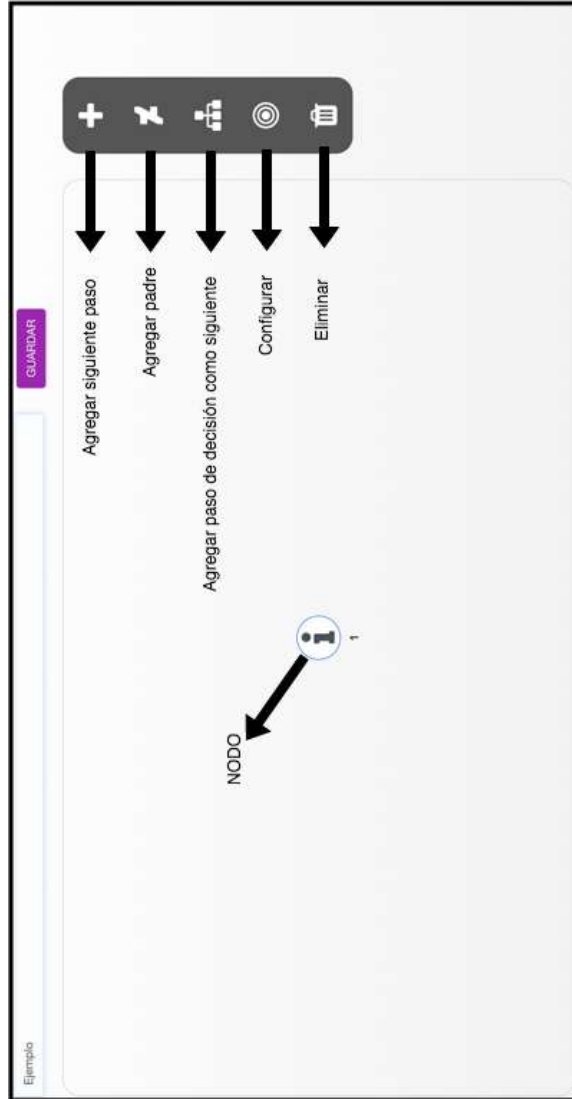 Ejemplo
GUARDAR
Agregar siguiente paso
Agregar padre
Agregar paso de decisión como siguiente
Configurar
Eliminar
NODO
1